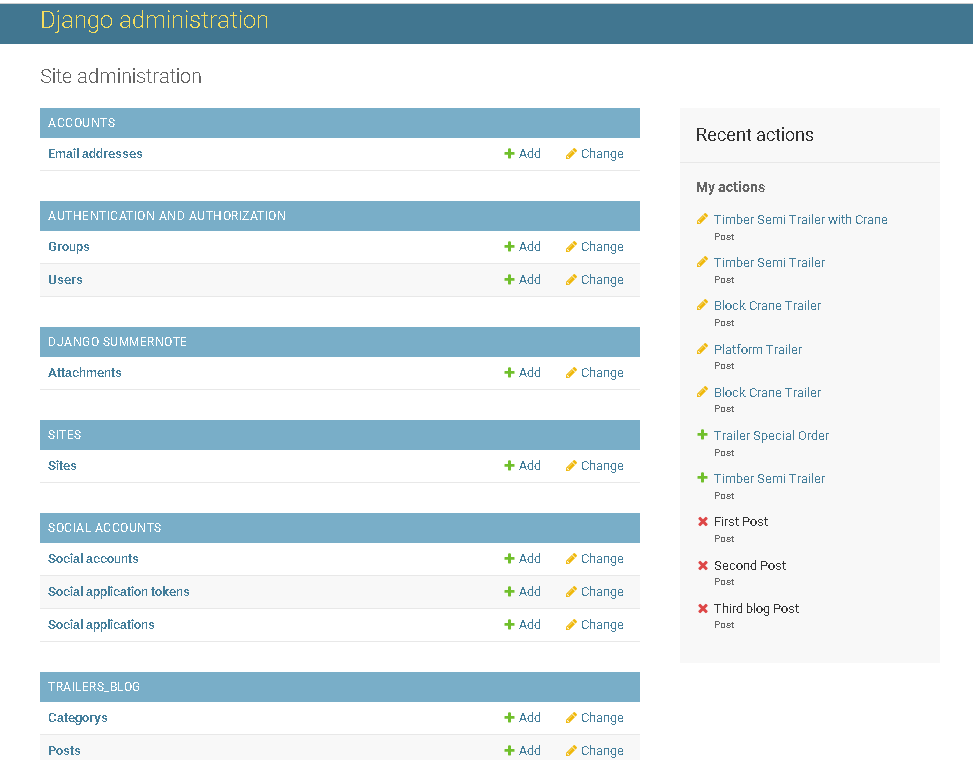 Django administration
Site administration
ACCOUNTS
Email addresses Add Change
AUTHENTICATION AND AUTHORIZATION
Groups Add Change
Users Add Change
DJANGO SUMMERNOTE
Attachments Add Change
SITES
Sites Add Change
SOCIAL ACCOUNTS
Social accounts Add Change
Social application tokens Add Change
Social applications Add Change
TRAILERS_BLOG
Categorys Add Change
Posts Add Change
Recent actions
My actions
Timber Semi Trailer with Crane
Post
Timber Semi Trailer
Post
Block Crane Trailer
Post
Platform Trailer
Post
Block Crane Trailer
Post
Trailer Special Order
Post
Timber Semi Trailer
Post
First Post
Post
Second Post
Post
Third blog Post
Post